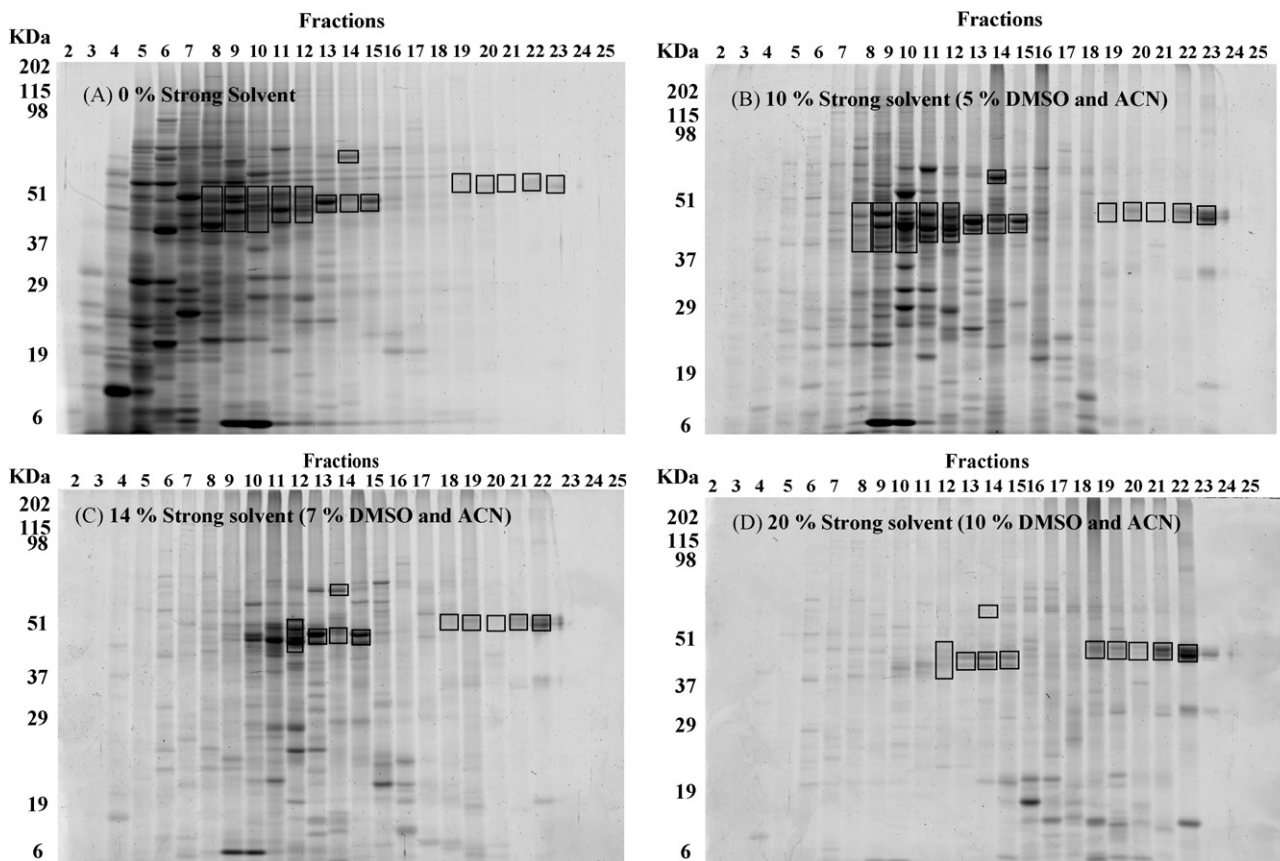 Fractions
KDa 2 3 4 5 6 7 8 9 10 11 12 13 14 15 16 17 18 19 20 21 22 23 24 25
202
115
98
51
37
29
19
6
(A) 0 % Strong Solvent
Fractions
KDa 2 3 4 5 6 7 8 9 10 11 12 13 14 15 16 17 18 19 20 21 22 23 24 25
202
115
98
51
37
29
19
6
(B) 10 % Strong solvent (5 % DMSO and ACN)
Fractions
KDa 2 3 4 5 6 7 8 9 10 11 12 13 14 15 16 17 18 19 20 21 22 23 24 25
202
115
98
51
37
29
19
6
(C) 14 % Strong solvent (7 % DMSO and ACN)
Fractions
KDa 2 3 4 5 6 7 8 9 10 11 12 13 14 15 16 17 18 19 20 21 22 23 24 25
202
115
98
51
37
29
19
6
(D) 20 % Strong solvent (10 % DMSO and ACN)